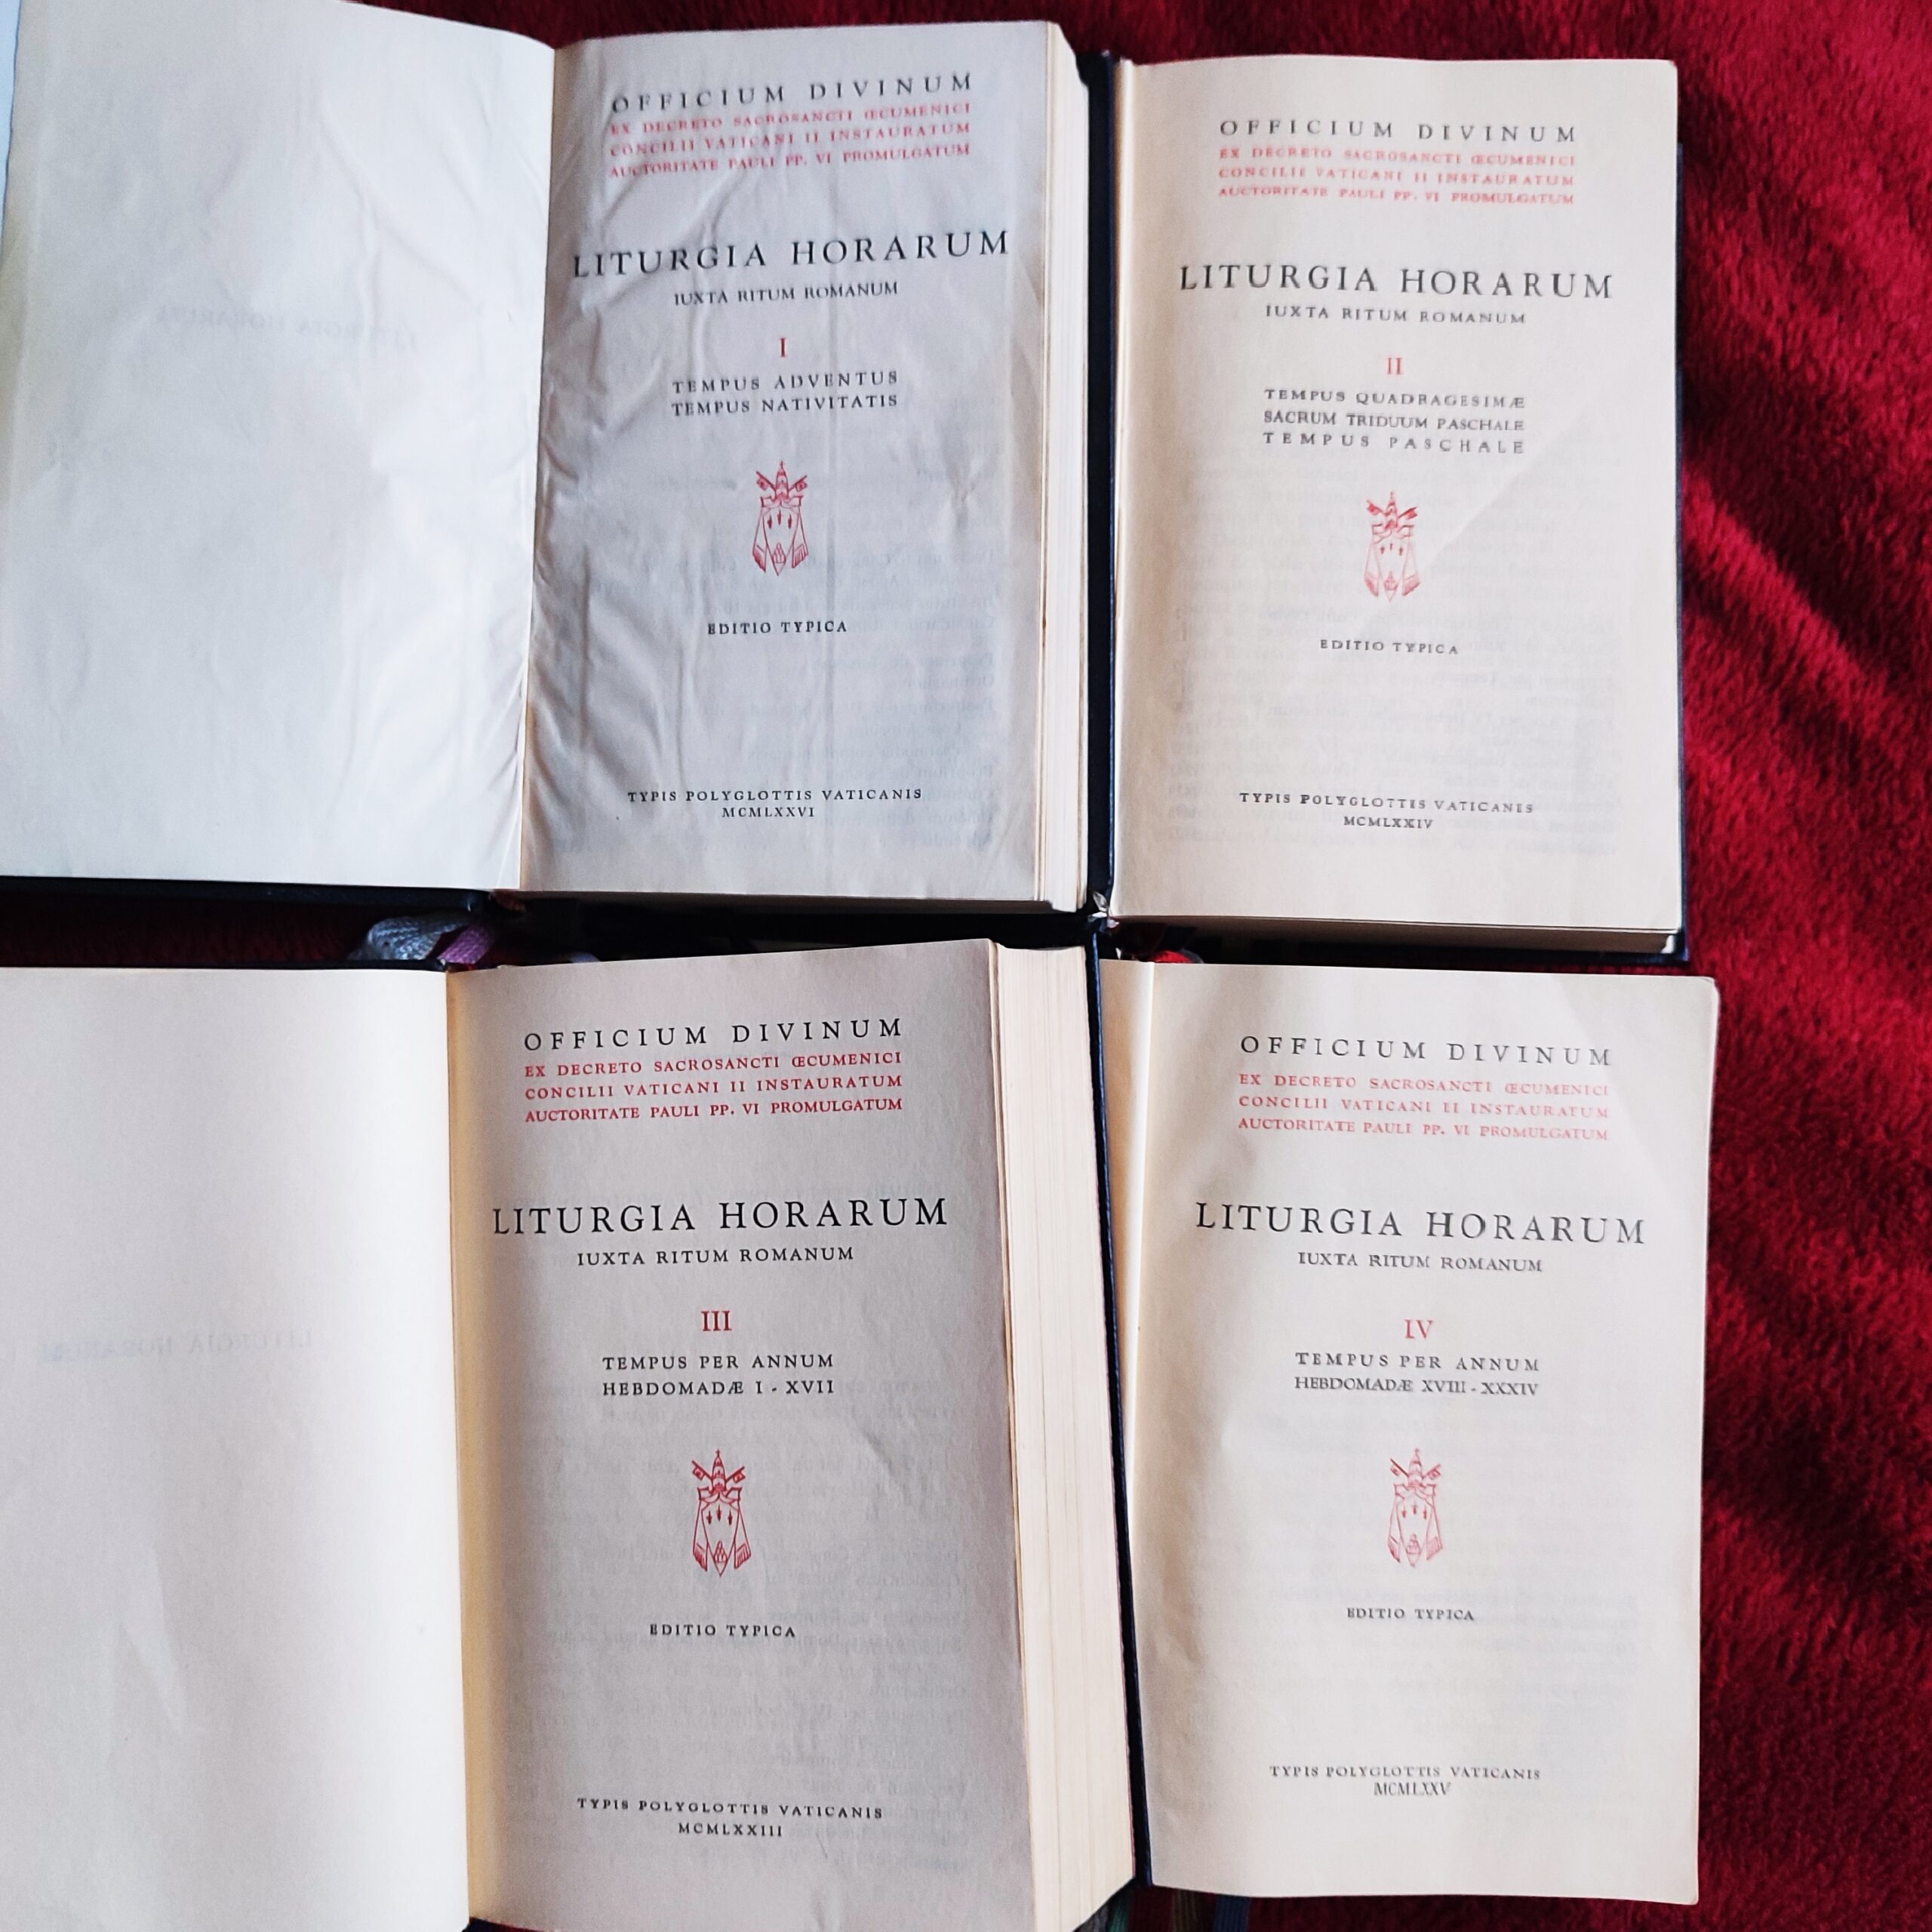 OFFICIUM DIVINUM
EX DECRETO SACROSANCTI ŒCUMENICI
CONCILII VATICANI II INSTAURATUM
AUCTORITATE PAULI PP. VI PROMULGATUM
LITURGIA HORARUM
IUXTA RITUM ROMANUM
I
TEMPUS ADVENTUS
TEMPUS NATIVITATIS
EDITIO TYPICA
TYPIS POLYGLOTTIS VATICANIS
MCMLXXVI
OFFICIUM DIVINUM
EX DECRETO SACROSANCTI ŒCUMENICI
CONCILII VATICANI II INSTAURATUM
AUCTORITATE PAULI PP. VI PROMULGATUM
LITURGIA HORARUM
IUXTA RITUM ROMANUM
II
TEMPUS QUADRAGESIMÆ
SACRUM TRIDUUM PASCHALE
TEMPUS PASCHALE
EDITIO TYPICA
TYPIS POLYGLOTTIS VATICANIS
MCMLXXIV
OFFICIUM DIVINUM
EX DECRETO SACROSANCTI ŒCUMENICI
CONCILII VATICANI II INSTAURATUM
AUCTORITATE PAULI PP. VI PROMULGATUM
LITURGIA HORARUM
IUXTA RITUM ROMANUM
III
TEMPUS PER ANNUM
HEBDOMADÆ I - XVII
EDITIO TYPICA
TYPIS POLYGLOTTIS VATICANIS
MCMLXXIII
OFFICIUM DIVINUM
EX DECRETO SACROSANCTI ŒCUMENICI
CONCILII VATICANI II INSTAURATUM
AUCTORITATE PAULI PP. VI PROMULGATUM
LITURGIA HORARUM
IUXTA RITUM ROMANUM
IV
TEMPUS PER ANNUM
HEBDOMADÆ XVIII - XXXIV
EDITIO TYPICA
TYPIS POLYGLOTTIS VATICANIS
MCMLXXV